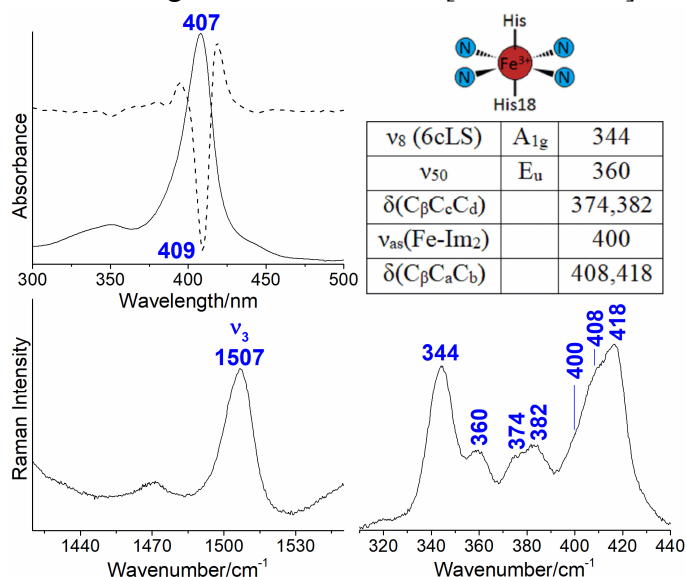 407
409
Absorbance
300 350 400 450 500
Wavelength/nm
His
N N
Fe3+
N N
His18
ν8 (6cLS) A1g 344
ν50 Eu 360
δ(CβCcCd) 374,382
νas(Fe-Im2) 400
δ(CβCaCb) 408,418
Raman Intensity
ν3
1507
1440 1470 1500 1530
Wavenumber/cm-1
344
360
374
382
400
408
418
320 340 360 380 400 420 440
Wavenumber/cm-1